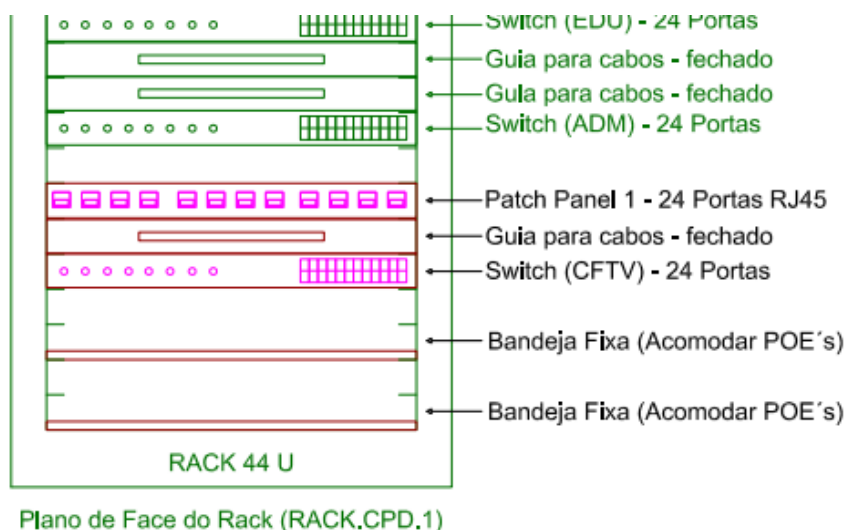 Switch (EDU) - 24 Portas
Guia para cabos - fechado
Guia para cabos - fechado
Switch (ADM) - 24 Portas
Patch Panel 1 - 24 Portas RJ45
Guia para cabos - fechado
Switch (CFTV) - 24 Portas
Bandeja Fixa (Acomodar POE´s)
Bandeja Fixa (Acomodar POE´s)
RACK 44 U
Plano de Face do Rack (RACK.CPD.1)